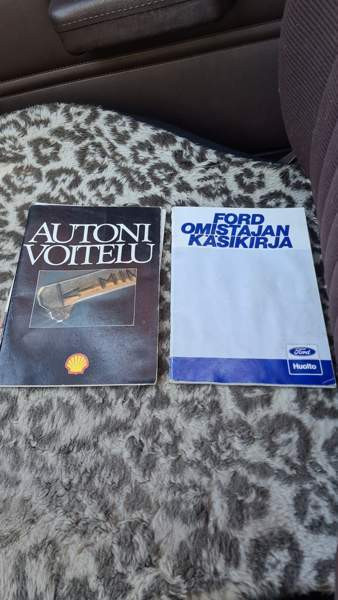 AUTONI
VOITELU
FORD
OMISTAJAN
KÄSIKIRJA
Ford
Huolto